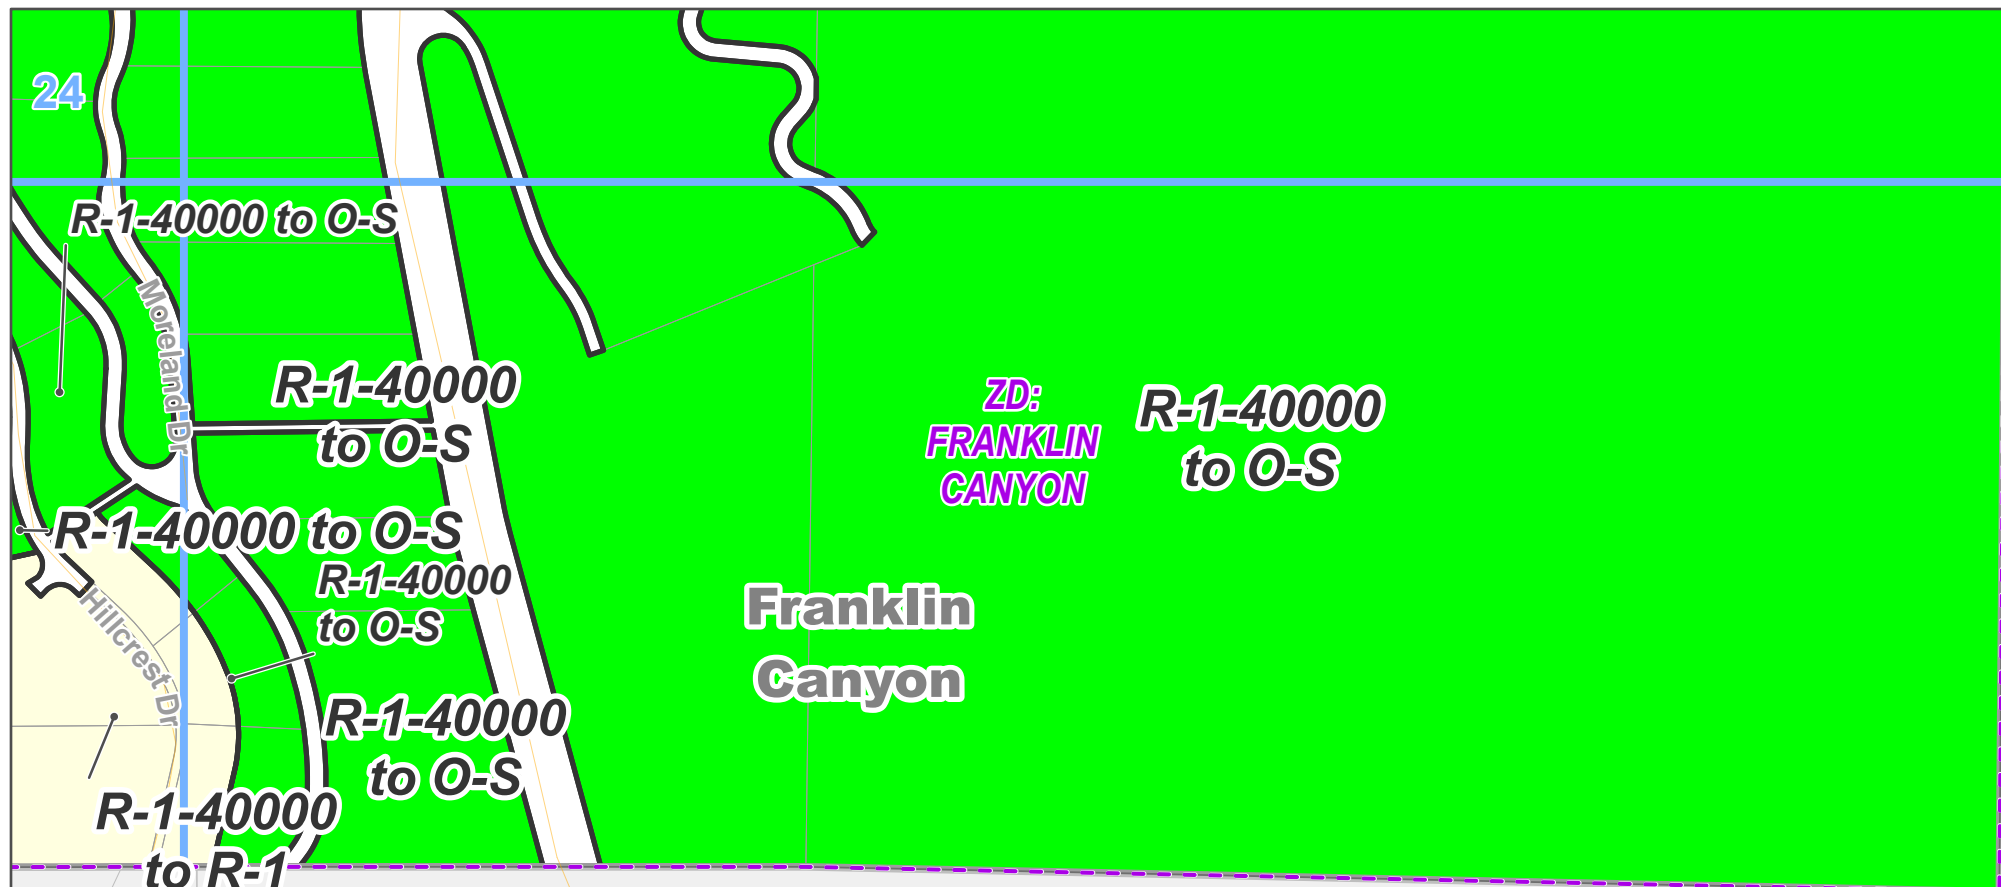 24
R-1-40000 to O-S
Moreland Dr
R-1-40000
to O-S
ZD:
FRANKLIN
CANYON
R-1-40000
to O-S
R-1-40000 to O-S
R-1-40000
to O-S
Hillcrest Dr
Franklin
Canyon
R-1-40000
to O-S
R-1-40000
to R-1